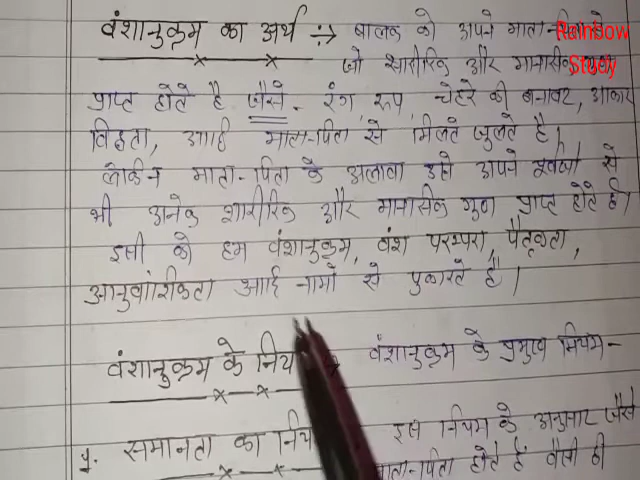 वंशानुक्रम का अर्थ :→ बालक को अपने माता-पिता से
Rainbow
Study
जो शारीरिक और मानसिक गुण
प्राप्त होते है जैसे - रंग, रूप, चेहरे की बनावट, आकार
विद्वता, आदि माता-पिता से मिलते जुलते है।
लेकिन माता-पिता के अलावा उसे अपने पूर्वजों से
भी अनेक शारीरिक और मानसिक गुण प्राप्त होते है।
इसी को हम वंशानुक्रम, वंश परम्परा, पैतृकता,
आनुवांशिकता आदि नामों से पुकारते है।
वंशानुक्रम के वंशानुक्रम के प्रमुख नियम -
1. समानता का इस नियम के अनुसार जैसे
माता-पिता होते है वैसी ही